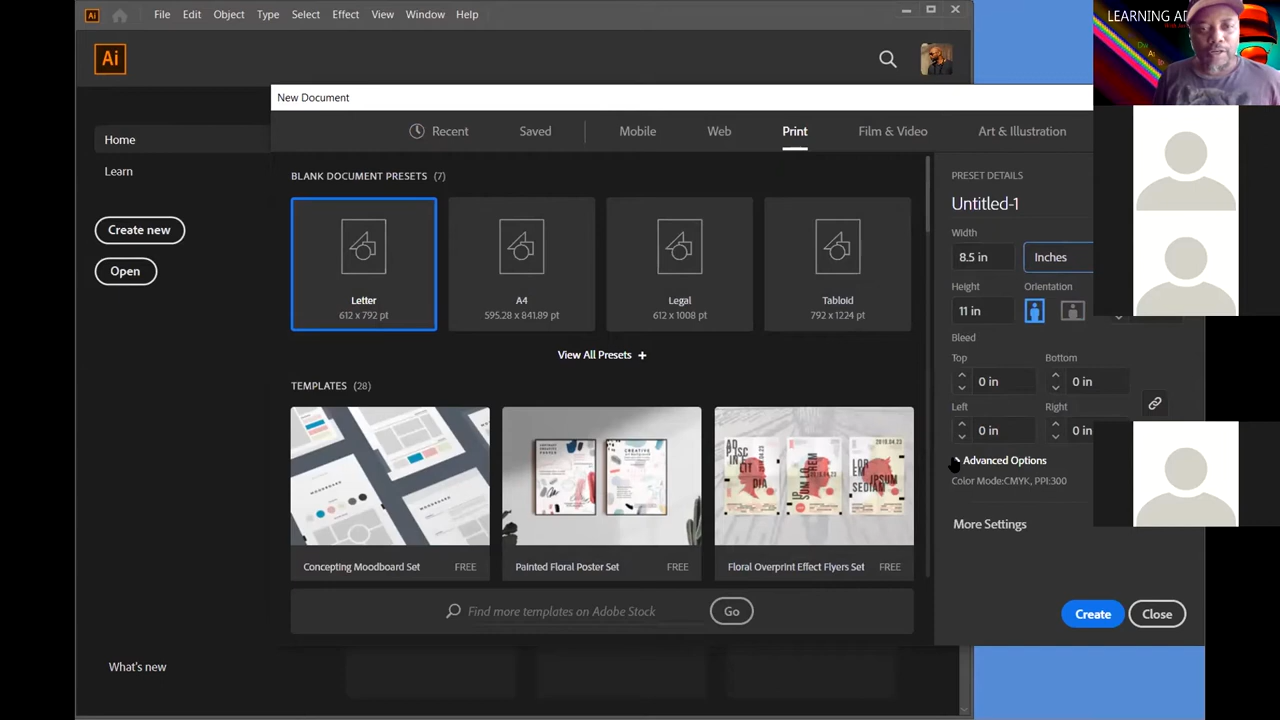 Ai File Edit Object Type Select Effect View Window Help
LEARNING AD
Dw
Ai
Ai
New Document
Recent Saved Mobile Web Print Film & Video Art & Illustration
Home
Learn
Create new
Open
What's new
BLANK DOCUMENT PRESETS (7)
Letter
612 x 792 pt
A4
595.28 x 841.89 pt
Legal
612 x 1008 pt
Tabloid
792 x 1224 pt
View All Presets +
TEMPLATES (28)
Concepting Moodboard Set FREE
Painted Floral Poster Set FREE
Floral Overprint Effect Flyers Set FREE
Find more templates on Adobe Stock Go
PRESET DETAILS
Untitled-1
Width
8.5 in Inches
Height Orientation
11 in
Bleed
Top Bottom
0 in 0 in
Left Right
0 in 0 in
Advanced Options
Color Mode:CMYK, PPI:300
More Settings
Create Close